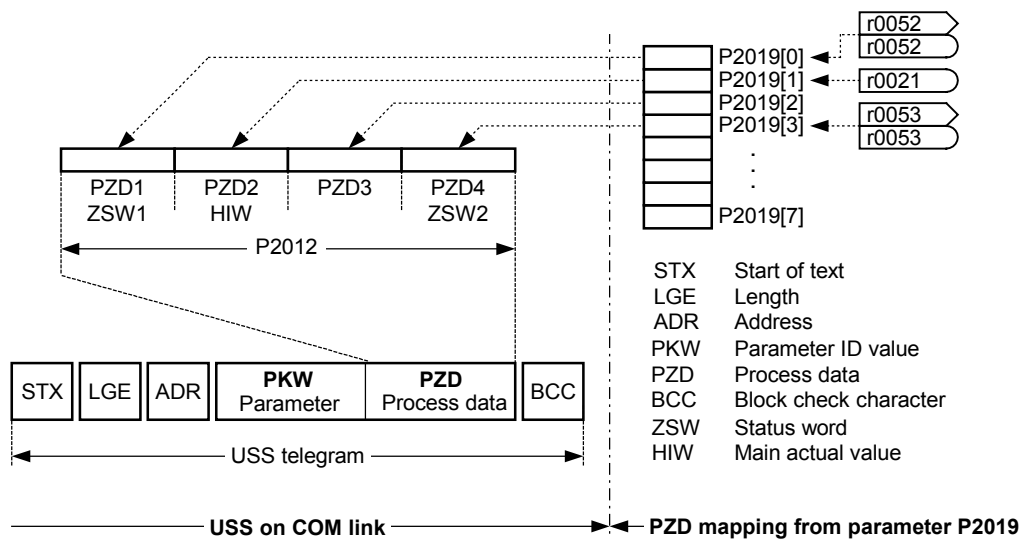 r0052
r0052
P2019[0]
P2019[1]
r0021
P2019[2]
r0053
P2019[3]
r0053
.
.
.
P2019[7]
PZD1 PZD2 PZD3 PZD4
ZSW1 HIW ZSW2
P2012
STX Start of text
LGE Length
ADR Address
PKW Parameter ID value
PZD Process data
BCC Block check character
ZSW Status word
HIW Main actual value
STX LGE ADR PKW Parameter PZD Process data BCC
USS telegram
USS on COM link
PZD mapping from parameter P2019